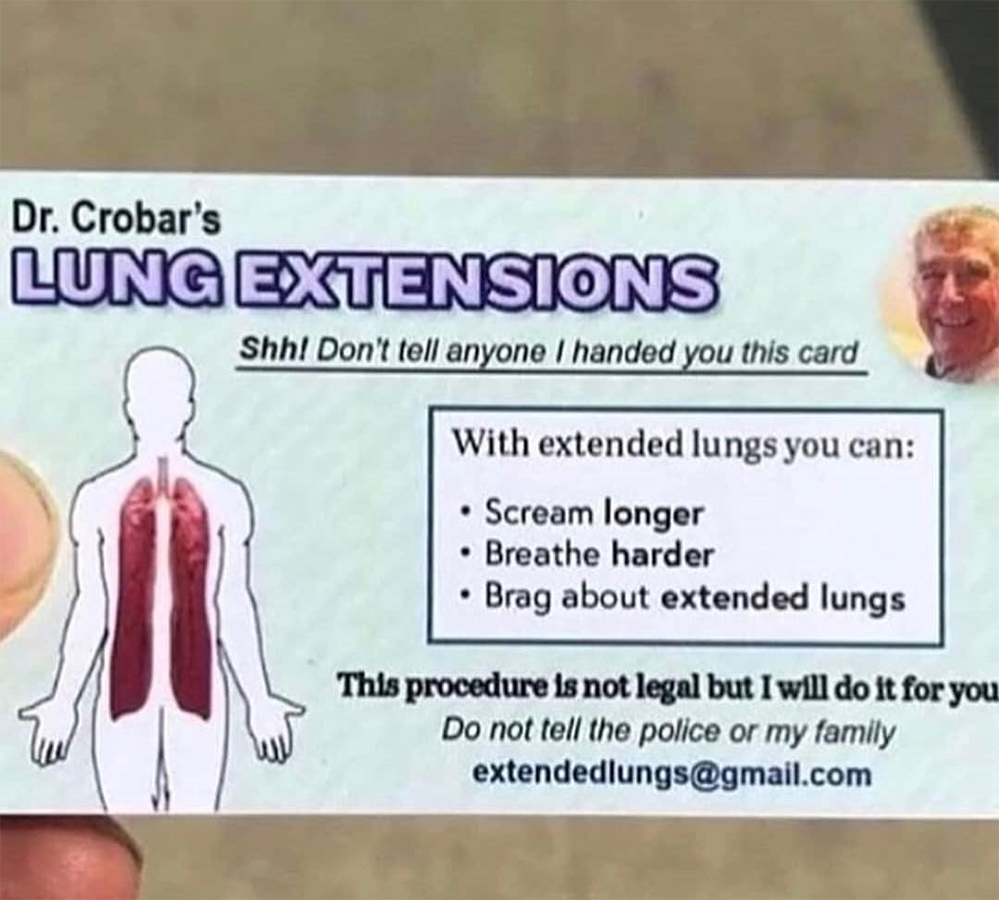 Dr. Crobar's
LUNG EXTENSIONS
Shh! Don't tell anyone I handed you this card
With extended lungs you can:
• Scream longer
• Breathe harder
• Brag about extended lungs
This procedure is not legal but I will do it for you
Do not tell the police or my family
extendedlungs@gmail.com